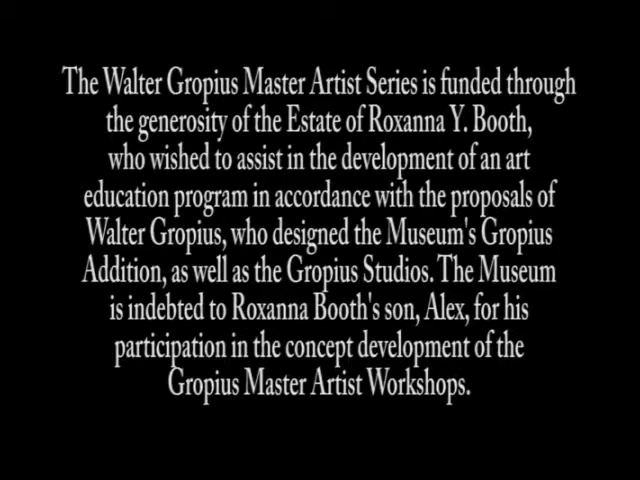 The Walter Gropius Master Artist Series is funded through
the generosity of the Estate of Roxanna Y. Booth,
who wished to assist in the development of an art
education program in accordance with the proposals of
Walter Gropius, who designed the Museum's Gropius
Addition, as well as the Gropius Studios. The Museum
is indebted to Roxanna Booth's son, Alex, for his
participation in the concept development of the
Gropius Master Artist Workshops.